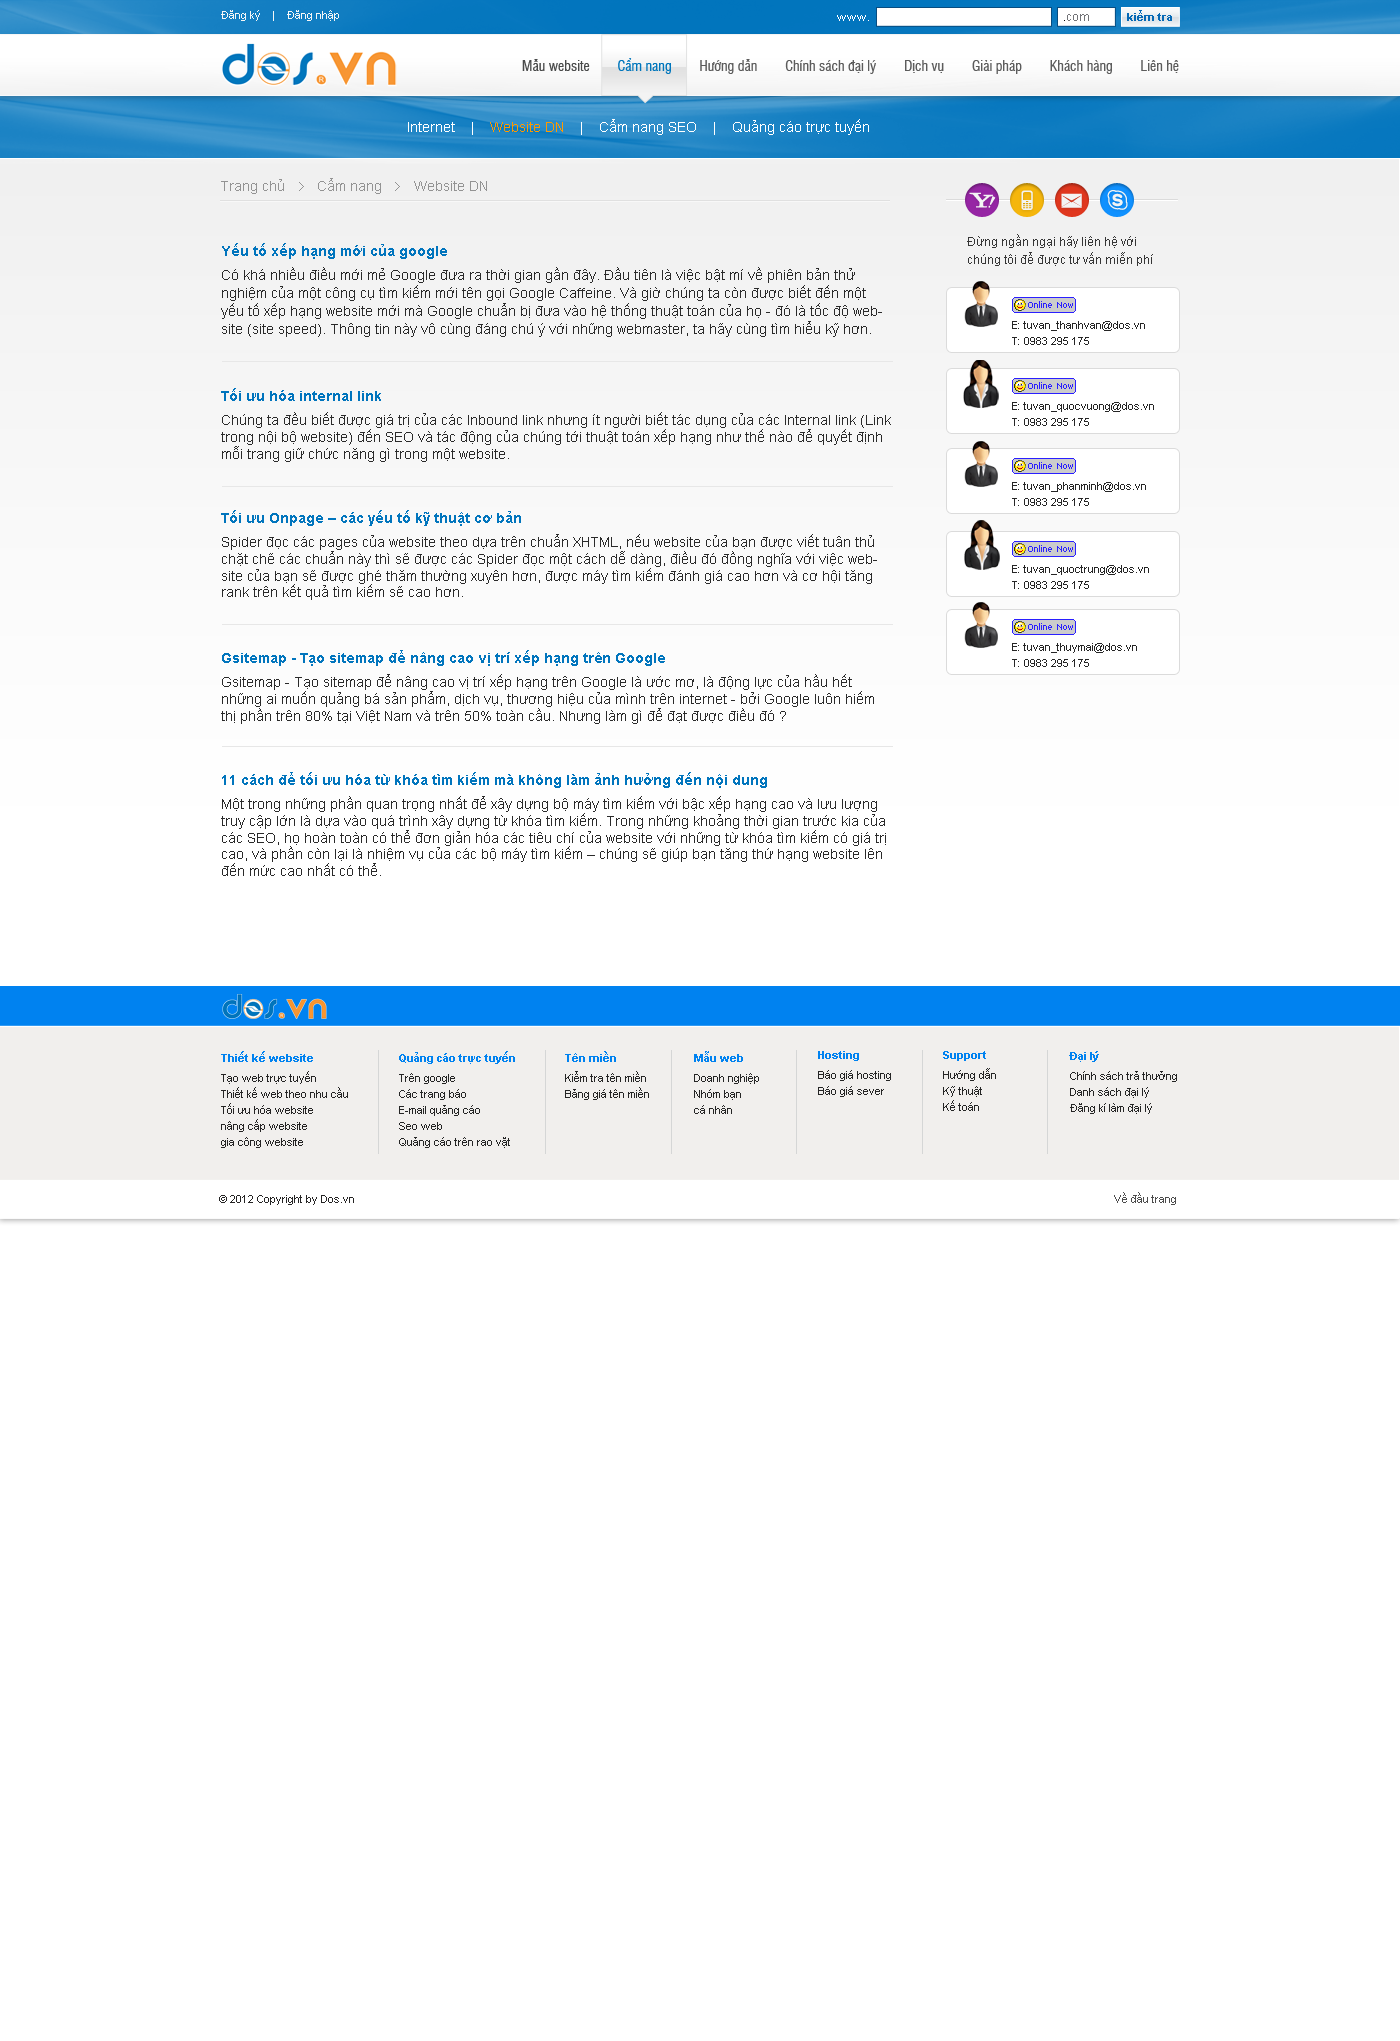 Đăng ký | Đăng nhập
www. .com kiểm tra
dos.vn
Mẫu website Cẩm nang Hướng dẫn Chính sách đại lý Dịch vụ Giải pháp Khách hàng Liên hệ
Internet | Website DN | Cẩm nang SEO | Quảng cáo trực tuyến
Trang chủ > Cẩm nang > Website DN
Yếu tố xếp hạng mới của google
Có khá nhiều điều mới mẻ Google đưa ra thời gian gần đây. Đầu tiên là việc bật mí về phiên bản thử
nghiệm của một công cụ tìm kiếm mới tên gọi Google Caffeine. Và giờ chúng ta còn được biết đến một
yếu tố xếp hạng website mới mà Google chuẩn bị đưa vào hệ thống thuật toán của họ - đó là tốc độ web-
site (site speed). Thông tin này vô cùng đáng chú ý với những webmaster, ta hãy cùng tìm hiểu kỹ hơn.
Tối ưu hóa internal link
Chúng ta đều biết được giá trị của các Inbound link nhưng ít người biết tác dụng của các Internal link (Link
trong nội bộ website) đến SEO và tác động của chúng tới thuật toán xếp hạng như thế nào để quyết định
mỗi trang giữ chức năng gì trong một website.
Tối ưu Onpage – các yếu tố kỹ thuật cơ bản
Spider đọc các pages của website theo dựa trên chuẩn XHTML, nếu website của bạn được viết tuân thủ
chặt chẽ các chuẩn này thì sẽ được các Spider đọc một cách dễ dàng, điều đó đồng nghĩa với việc web-
site của bạn sẽ được ghé thăm thường xuyên hơn, được máy tìm kiếm đánh giá cao hơn và cơ hội tăng
rank trên kết quả tìm kiếm sẽ cao hơn.
Gsitemap - Tạo sitemap để nâng cao vị trí xếp hạng trên Google
Gsitemap - Tạo sitemap để nâng cao vị trí xếp hạng trên Google là ước mơ, là động lực của hầu hết
những ai muốn quảng bá sản phẩm, dịch vụ, thương hiệu của mình trên internet - bởi Google luôn hiếm
thị phần trên 80% tại Việt Nam và trên 50% toàn cầu. Nhưng làm gì để đạt được điều đó ?
11 cách để tối ưu hóa từ khóa tìm kiếm mà không làm ảnh hưởng đến nội dung
Một trong những phần quan trọng nhất để xây dựng bộ máy tìm kiếm với bậc xếp hạng cao và lưu lượng
truy cập lớn là dựa vào quá trình xây dựng từ khóa tìm kiếm. Trong những khoảng thời gian trước kia của
các SEO, họ hoàn toàn có thể đơn giản hóa các tiêu chí của website với những từ khóa tìm kiếm có giá trị
cao, và phần còn lại là nhiệm vụ của các bộ máy tìm kiếm – chúng sẽ giúp bạn tăng thứ hạng website lên
đến mức cao nhất có thể.
Đừng ngần ngại hãy liên hệ với
chúng tôi để được tư vấn miễn phí
Online Now
E: tuvan_thanhvan@dos.vn
T: 0983 295 175
Online Now
E: tuvan_quocvuong@dos.vn
T: 0983 295 175
Online Now
E: tuvan_phanminh@dos.vn
T: 0983 295 175
Online Now
E: tuvan_quoctrung@dos.vn
T: 0983 295 175
Online Now
E: tuvan_thuymai@dos.vn
T: 0983 295 175
dos.vn
Thiết kế website
Tạo web trực tuyến
Thiết kế web theo nhu cầu
Tối ưu hóa website
nâng cấp website
gia công website
Quảng cáo trực tuyến
Trên google
Các trang báo
E-mail quảng cáo
Seo web
Quảng cáo trên rao vặt
Tên miền
Kiểm tra tên miền
Bảng giá tên miền
Mẫu web
Doanh nghiệp
Nhóm bạn
cá nhân
Hosting
Báo giá hosting
Báo giá sever
Support
Hướng dẫn
Kỹ thuật
Kế toán
Đại lý
Chính sách trả thưởng
Danh sách đại lý
Đăng kí làm đại lý
© 2012 Copyright by Dos.vn
Về đầu trang